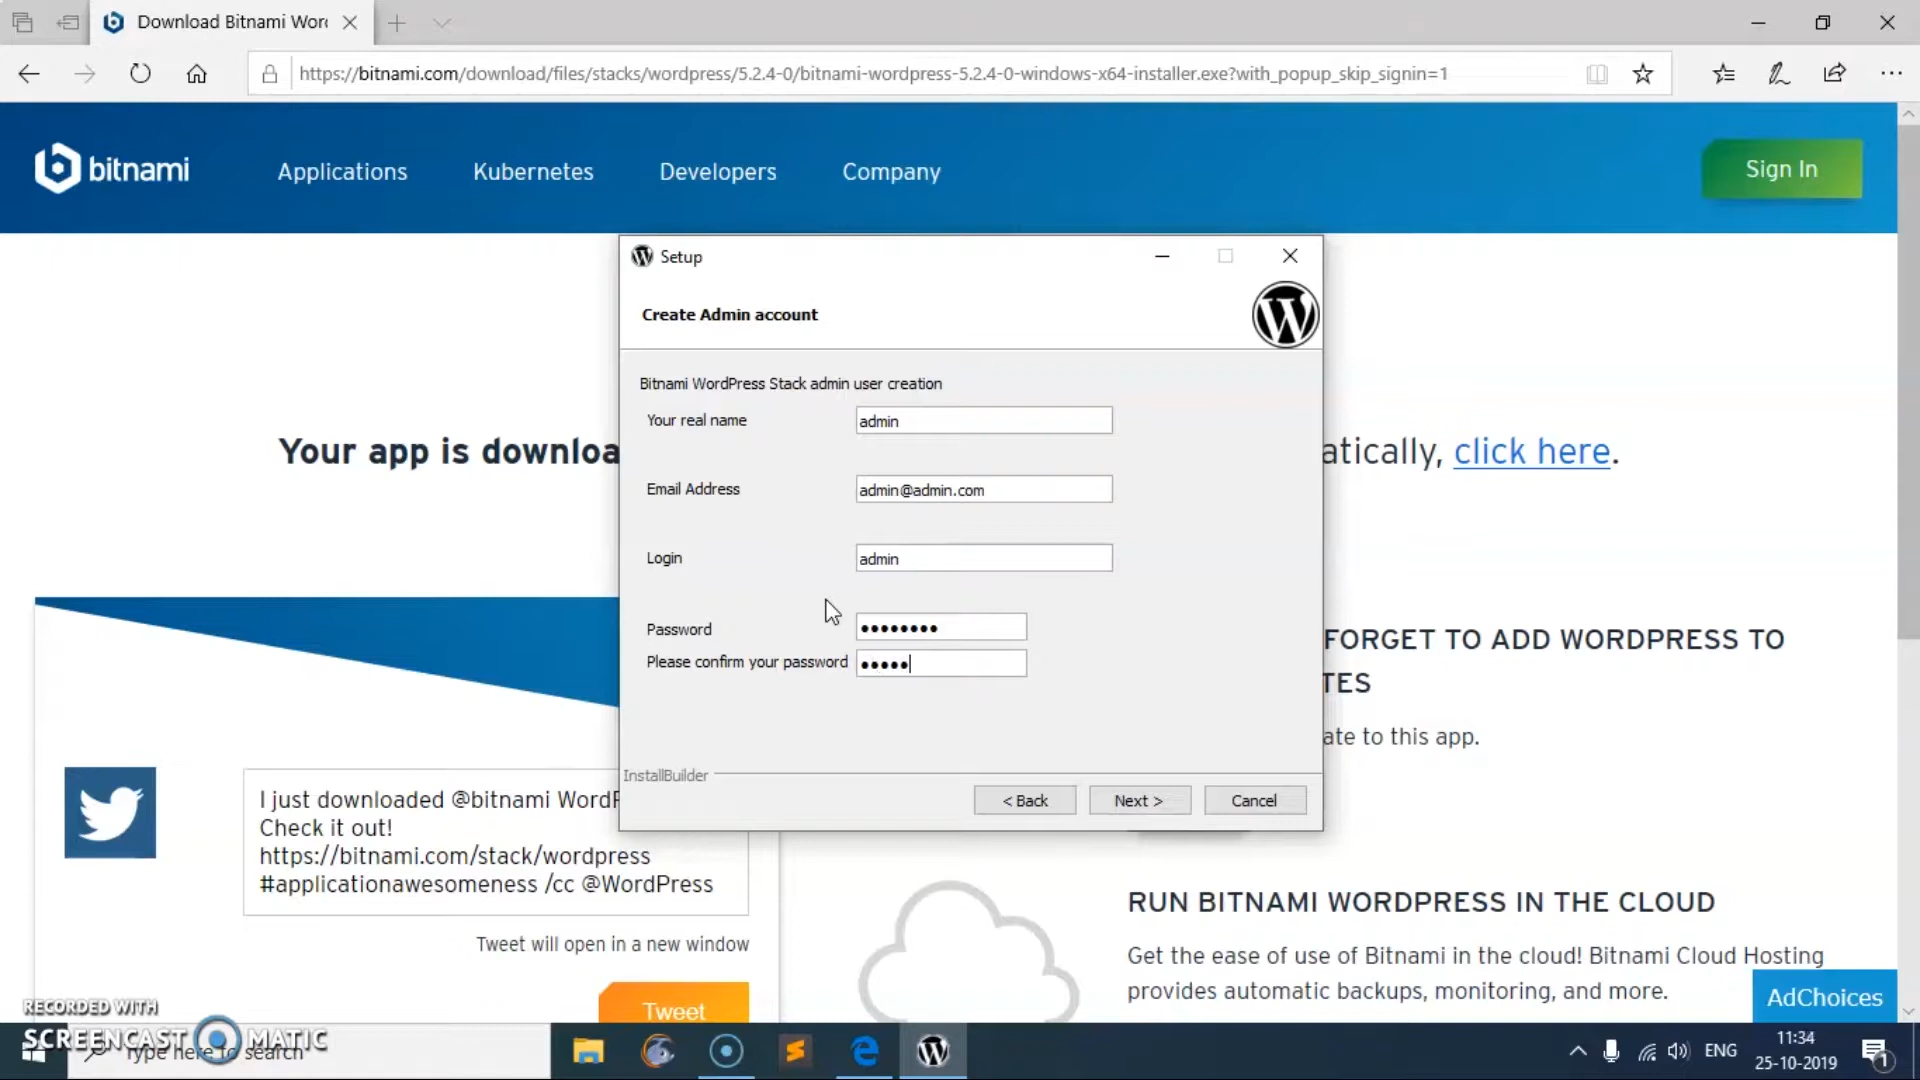 Download Bitnami Wor
https://bitnami.com/download/files/stacks/wordpress/5.2.4-0/bitnami-wordpress-5.2.4-0-windows-x64-installer.exe?with_popup_skip_signin=1
bitnami
Applications
Kubernetes
Developers
Company
Sign In
Setup
Create Admin account
Bitnami WordPress Stack admin user creation
Your real name
admin
Email Address
admin@admin.com
Login
admin
Password
••••••••
Please confirm your password
•••••
InstallBuilder
< Back
Next >
Cancel
Your app is downloa
atically, click here.
FORGET TO ADD WORDPRESS TO
TES
ate to this app.
I just downloaded @bitnami WordP
Check it out!
https://bitnami.com/stack/wordpress
#applicationawesomeness /cc @WordPress
Tweet will open in a new window
Tweet
RUN BITNAMI WORDPRESS IN THE CLOUD
Get the ease of use of Bitnami in the cloud! Bitnami Cloud Hosting
provides automatic backups, monitoring, and more.
AdChoices
RECORDED WITH
SCREENCAST MATIC
Type here to search
ENG
11:34
25-10-2019
1